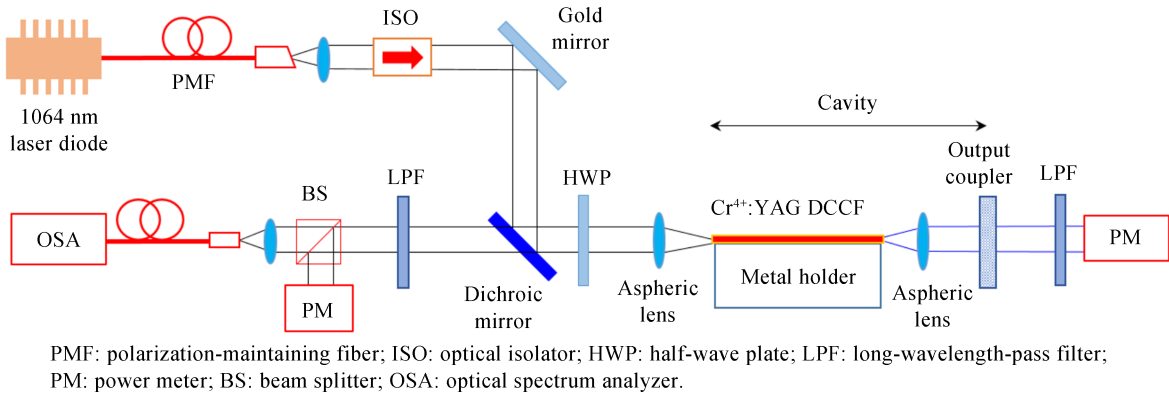 ISO
Gold
mirror
PMF
1064 nm
laser diode
Cavity
Output
coupler
LPF
BS
LPF
HWP
Cr⁴⁺:YAG DCCF
OSA
PM
Metal holder
PM
Dichroic
mirror
Aspheric
lens
Aspheric
lens
PMF: polarization-maintaining fiber; ISO: optical isolator; HWP: half-wave plate; LPF: long-wavelength-pass filter;
PM: power meter; BS: beam splitter; OSA: optical spectrum analyzer.